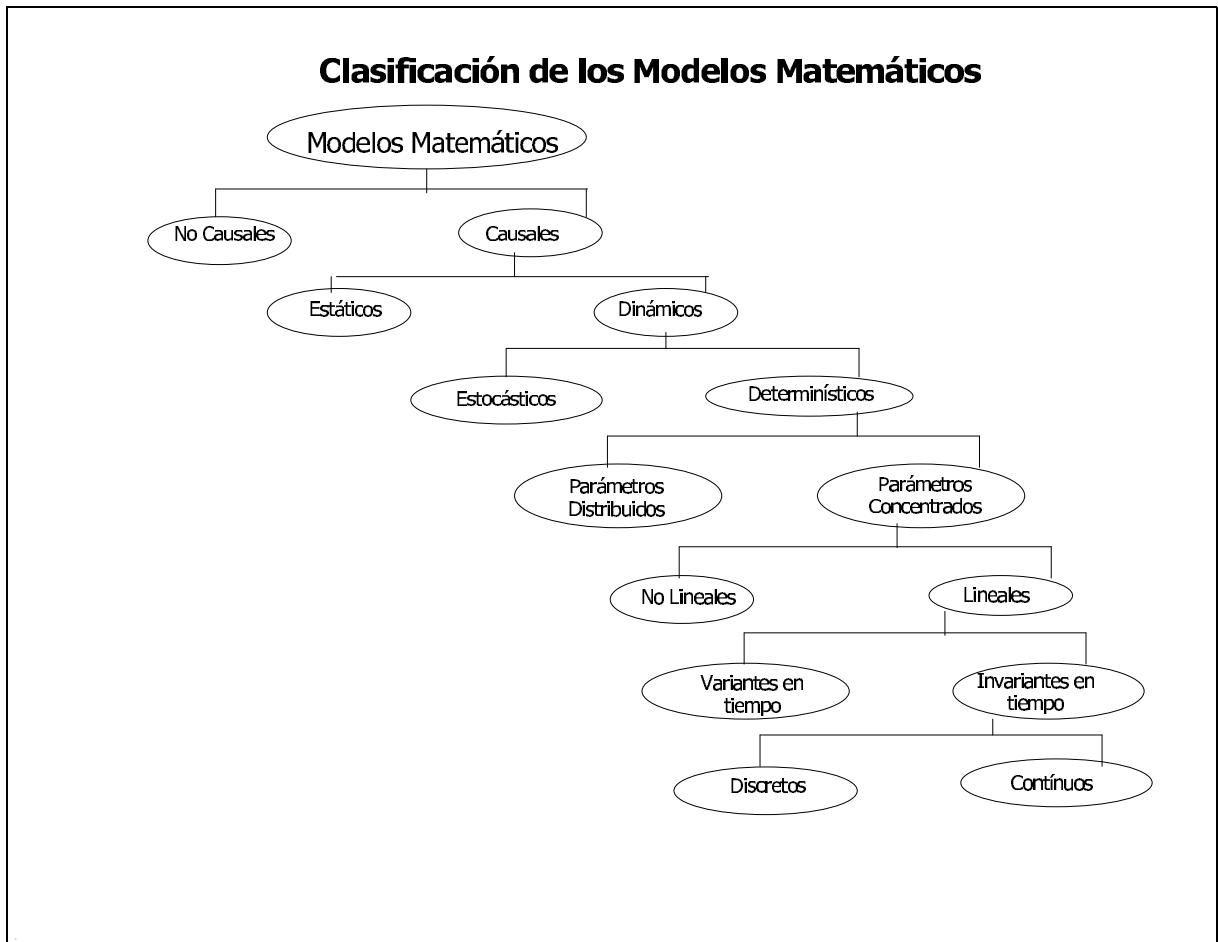 Clasificación de los Modelos Matemáticos
Modelos Matemáticos
No Causales
Causales
Estáticos
Dinámicos
Estocásticos
Determinísticos
Parámetros
Distribuidos
Parámetros
Concentrados
No Lineales
Lineales
Variantes en
tiempo
Invariantes en
tiempo
Discretos
Contínuos